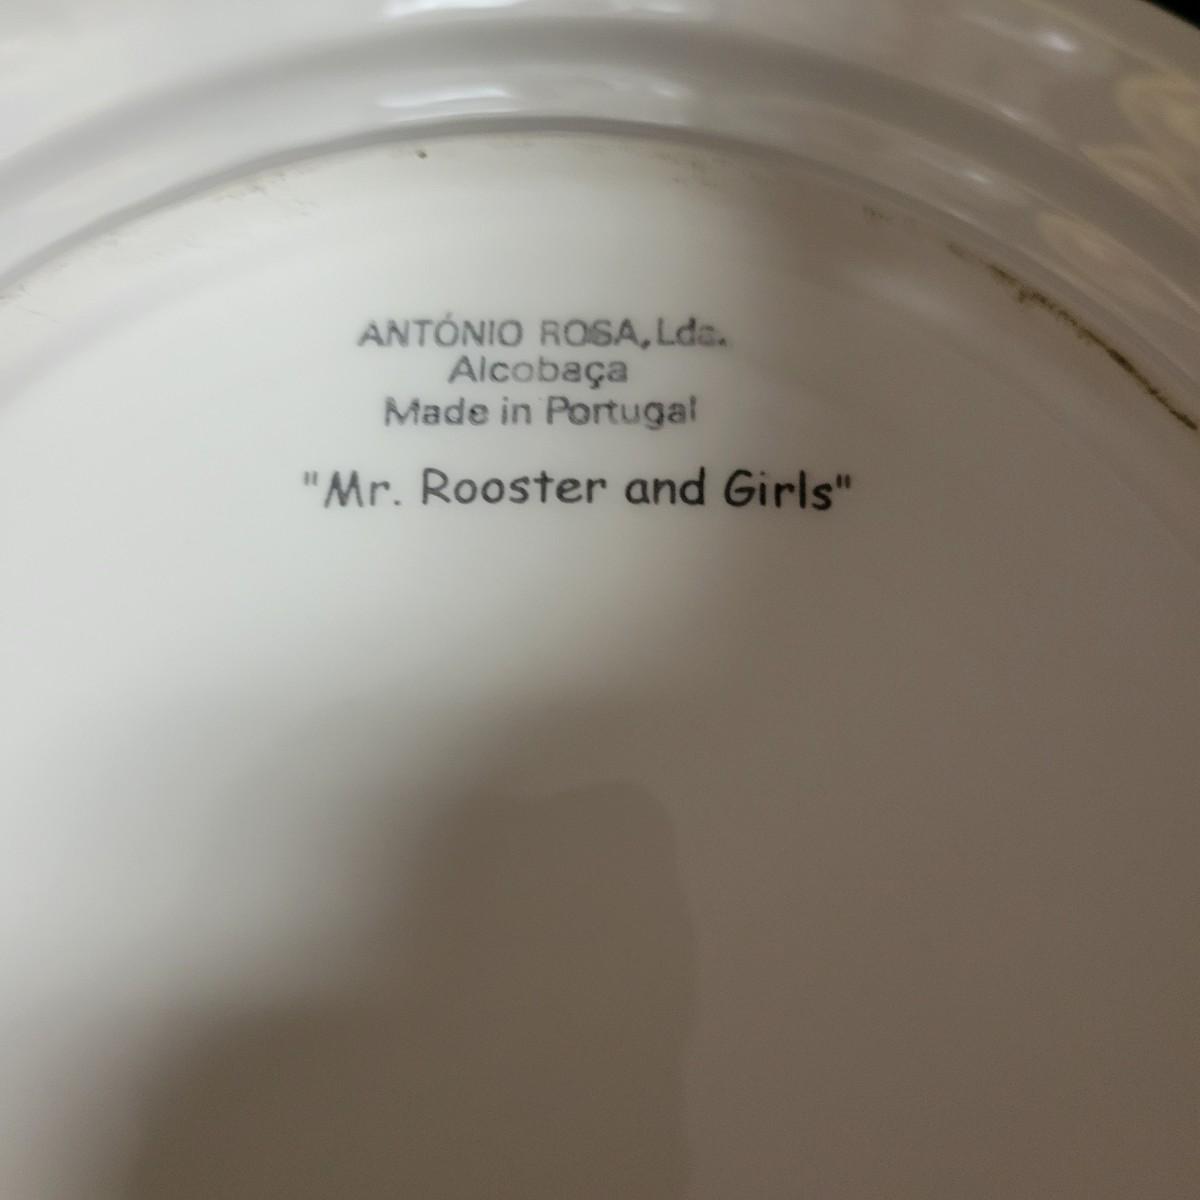 ANTÓNIO ROSA, Lda.
Alcobaça
Made in Portugal
"Mr. Rooster and Girls"